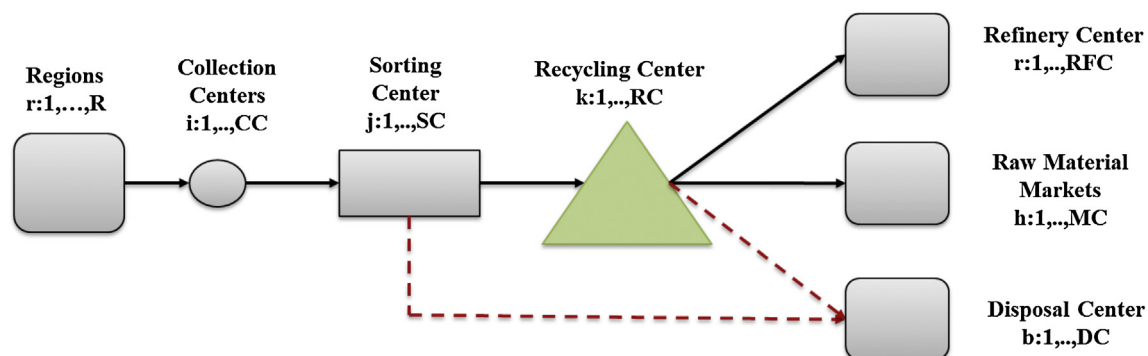 Regions
r:1,...,R
Collection
Centers
i:1,..,CC
Sorting
Center
j:1,..,SC
Recycling Center
k:1,..,RC
Refinery Center
r:1,..,RFC
Raw Material
Markets
h:1,..,MC
Disposal Center
b:1,..,DC